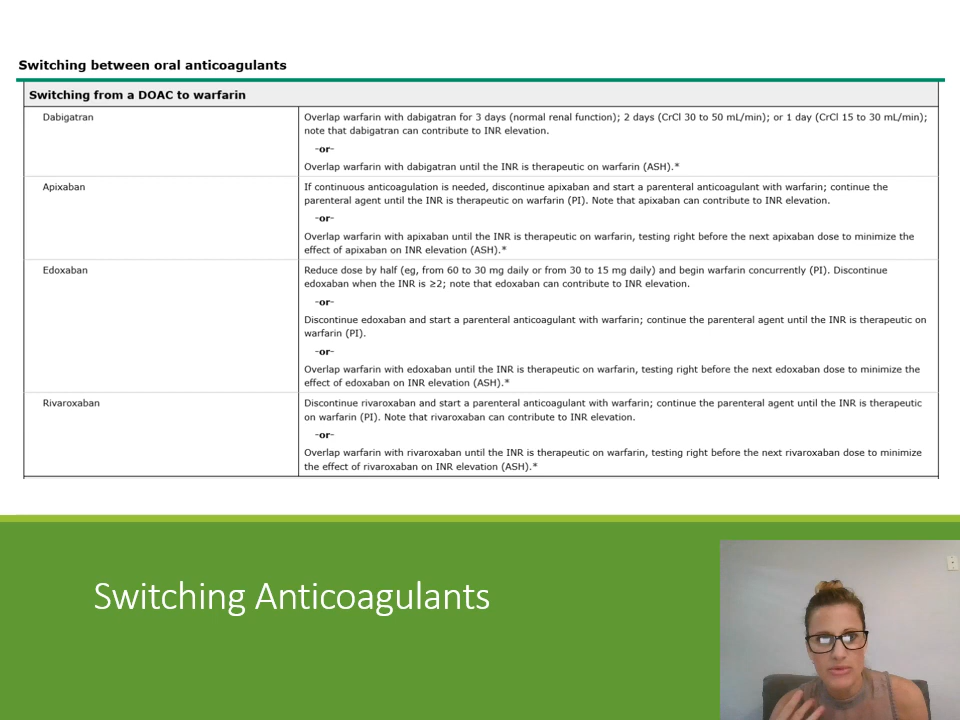 Switching between oral anticoagulants
Switching from a DOAC to warfarin
Dabigatran
Overlap warfarin with dabigatran for 3 days (normal renal function); 2 days (CrCl 30 to 50 mL/min); or 1 day (CrCl 15 to 30 mL/min);
note that dabigatran can contribute to INR elevation.
-or-
Overlap warfarin with dabigatran until the INR is therapeutic on warfarin (ASH).*
Apixaban
If continuous anticoagulation is needed, discontinue apixaban and start a parenteral anticoagulant with warfarin; continue the
parenteral agent until the INR is therapeutic on warfarin (PI). Note that apixaban can contribute to INR elevation.
-or-
Overlap warfarin with apixaban until the INR is therapeutic on warfarin, testing right before the next apixaban dose to minimize the
effect of apixaban on INR elevation (ASH).*
Edoxaban
Reduce dose by half (eg, from 60 to 30 mg daily or from 30 to 15 mg daily) and begin warfarin concurrently (PI). Discontinue
edoxaban when the INR is ≥2; note that edoxaban can contribute to INR elevation.
-or-
Discontinue edoxaban and start a parenteral anticoagulant with warfarin; continue the parenteral agent until the INR is therapeutic on
warfarin (PI).
-or-
Overlap warfarin with edoxaban until the INR is therapeutic on warfarin, testing right before the next edoxaban dose to minimize the
effect of edoxaban on INR elevation (ASH).*
Rivaroxaban
Discontinue rivaroxaban and start a parenteral anticoagulant with warfarin; continue the parenteral agent until the INR is therapeutic
on warfarin (PI). Note that rivaroxaban can contribute to INR elevation.
-or-
Overlap warfarin with rivaroxaban until the INR is therapeutic on warfarin, testing right before the next rivaroxaban dose to minimize
the effect of rivaroxaban on INR elevation (ASH).*
Switching Anticoagulants